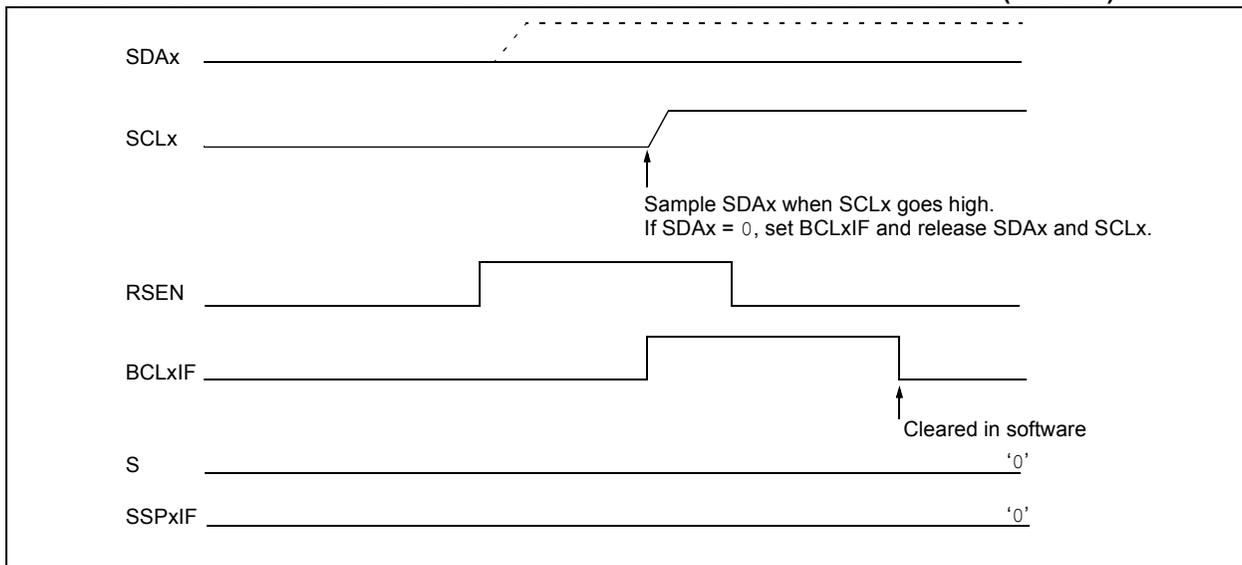 SDAx
SCLx
Sample SDAx when SCLx goes high.
If SDAx = 0, set BCLxIF and release SDAx and SCLx.
RSEN
BCLxIF
Cleared in software
S
‘0’
SSPxIF
‘0’